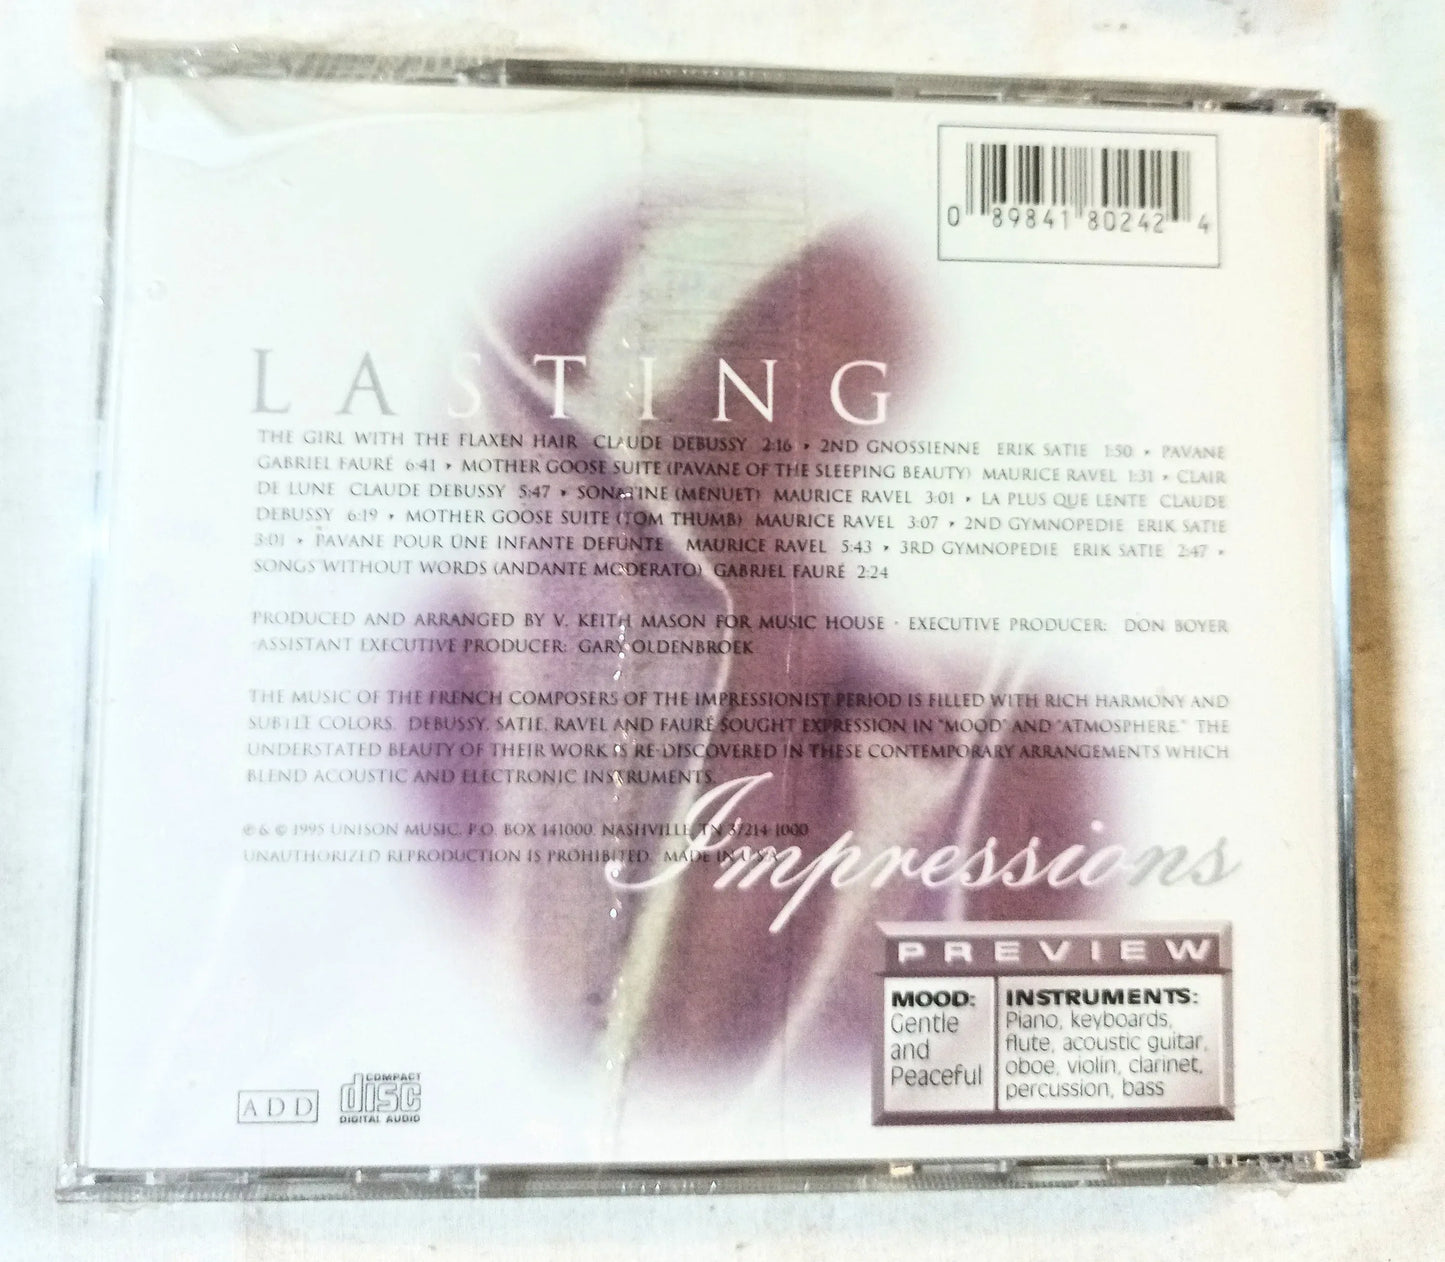 0 89841 80242 4
LASTING
THE GIRL WITH THE FLAXEN HAIR CLAUDE DEBUSSY 2:16 • 2ND GNOSSIENNE ERIK SATIE 1:50 • PAVANE
GABRIEL FAURÉ 6:41 • MOTHER GOOSE SUITE (PAVANE OF THE SLEEPING BEAUTY) MAURICE RAVEL 1:31 • CLAIR
DE LUNE CLAUDE DEBUSSY 5:47 • SONATINE (MENUET) MAURICE RAVEL 3:01 • LA PLUS QUE LENTE CLAUDE
DEBUSSY 6:19 • MOTHER GOOSE SUITE (TOM THUMB) MAURICE RAVEL 3:07 • 2ND GYMNOPEDIE ERIK SATIE
3:01 • PAVANE POUR UNE INFANTE DEFUNTE MAURICE RAVEL 5:43 • 3RD GYMNOPEDIE ERIK SATIE 2:47 •
SONGS WITHOUT WORDS (ANDANTE MODERATO) GABRIEL FAURÉ 2:24
PRODUCED AND ARRANGED BY V. KEITH MASON FOR MUSIC HOUSE • EXECUTIVE PRODUCER: DON BOYER
•ASSISTANT EXECUTIVE PRODUCER: GARY OLDENBROEK
THE MUSIC OF THE FRENCH COMPOSERS OF THE IMPRESSIONIST PERIOD IS FILLED WITH RICH HARMONY AND
SUBTLE COLORS. DEBUSSY, SATIE, RAVEL AND FAURÉ SOUGHT EXPRESSION IN "MOOD" AND "ATMOSPHERE." THE
UNDERSTATED BEAUTY OF THEIR WORK IS RE-DISCOVERED IN THESE CONTEMPORARY ARRANGEMENTS WHICH
BLEND ACOUSTIC AND ELECTRONIC INSTRUMENTS.
℗ & © 1995 UNISON MUSIC, P.O. BOX 141000, NASHVILLE, TN 37214-1000
UNAUTHORIZED REPRODUCTION IS PROHIBITED. MADE IN U.S.A.
Impressions
PREVIEW
MOOD:
Gentle
and
Peaceful
INSTRUMENTS:
Piano, keyboards,
flute, acoustic guitar,
oboe, violin, clarinet,
percussion, bass
ADD
COMPACT
disc
DIGITAL AUDIO